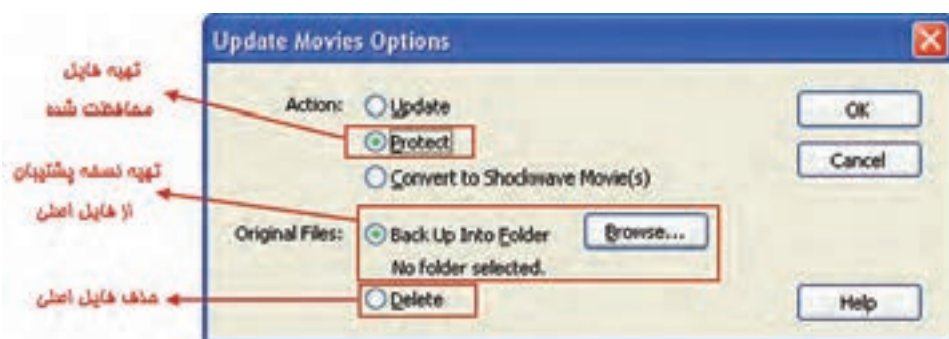 Update Movies Options
تهیه فایل
محافظت شده
Action:
Update
Protect
Convert to Shockwave Movie(s)
OK
Cancel
تهیه نسخه پشتیبان
از فایل اصلی
Original Files:
Back Up Into Folder
Browse...
No folder selected.
حذف فایل اصلی
Delete
Help